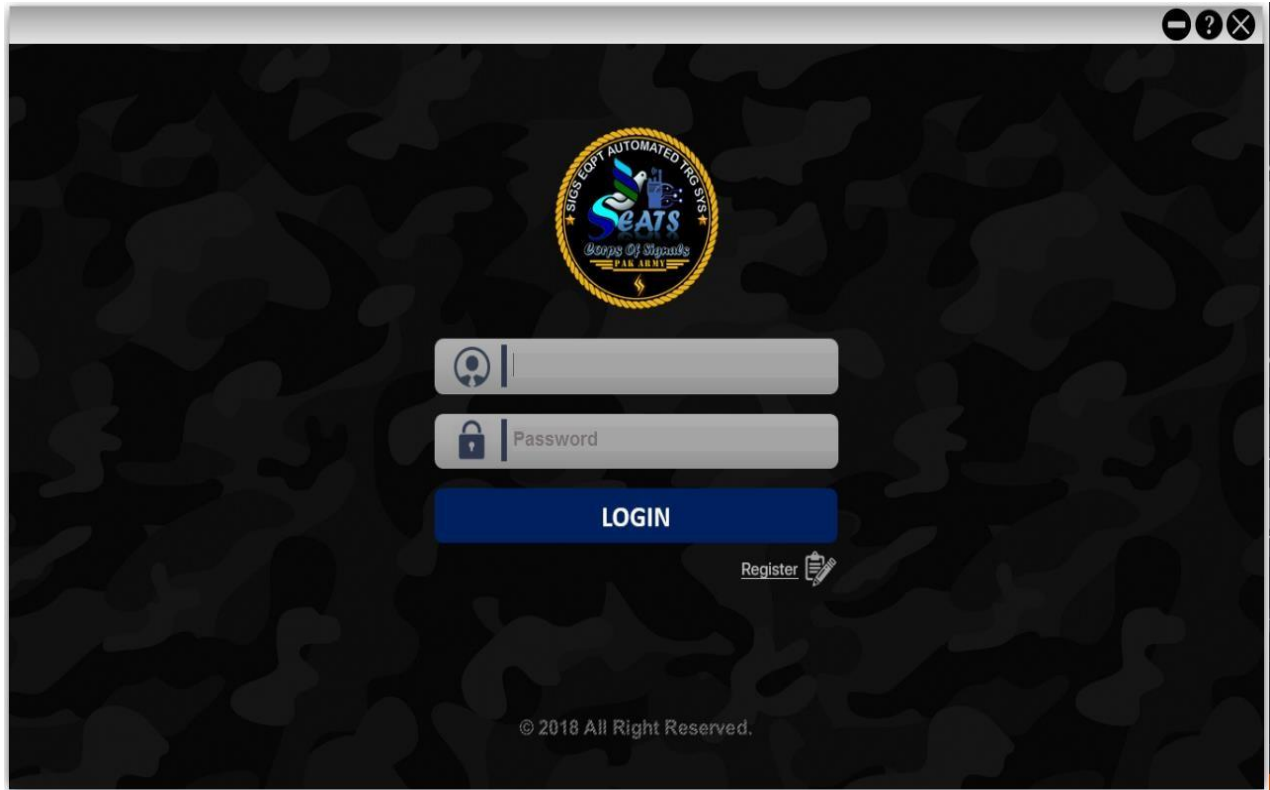 SIGS EQPT AUTOMATED TRG SYS
SEATS
Corps Of Signals
PAK ARMY
Password
LOGIN
Register
© 2018 All Right Reserved.